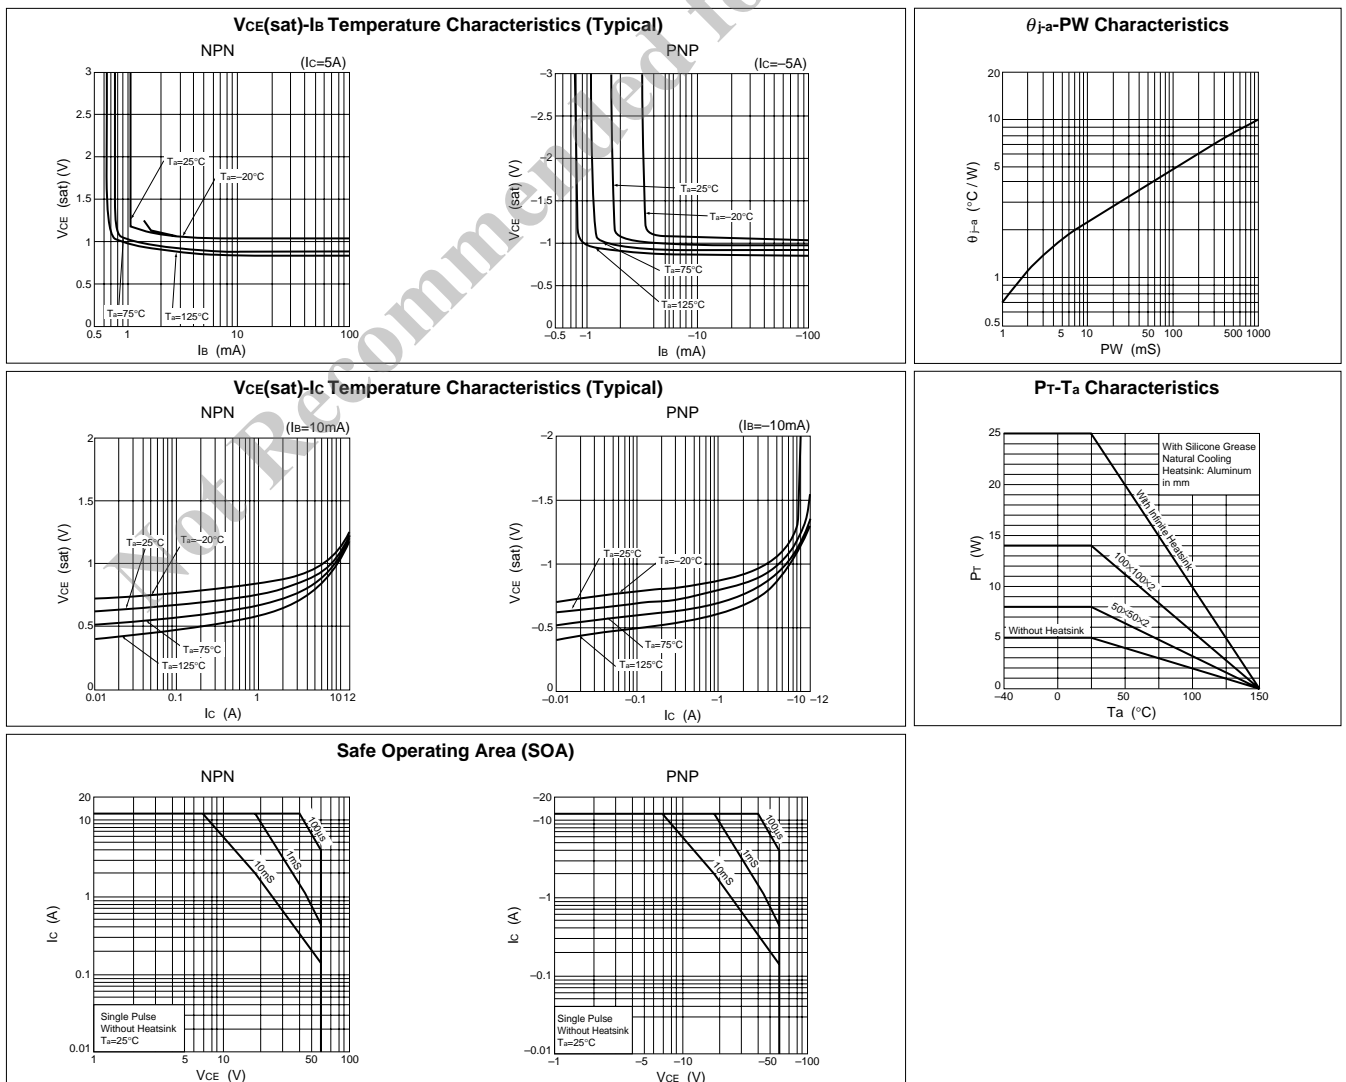 VCE(sat)-IB Temperature Characteristics (Typical)
NPN
(IC=5A)
3
2.5
2
1.5
1
0.5
0
VCE (sat) (V)
Ta=25°C
Ta=–20°C
Ta=75°C
Ta=125°C
0.5
1
10
100
IB (mA)
PNP
(IC=–5A)
–3
–2.5
–2
–1.5
–1
–0.5
0
VCE (sat) (V)
Ta=25°C
Ta=–20°C
Ta=75°C
Ta=125°C
–0.5
–1
–10
–100
IB (mA)
θj-a-PW Characteristics
20
10
5
1
0.5
θj–a (°C / W)
1
5
10
50
100
500
1000
PW (mS)
VCE(sat)-IC Temperature Characteristics (Typical)
NPN
(IB=10mA)
2
1.5
1
0.5
0
VCE (sat) (V)
Ta=25°C
Ta=–20°C
Ta=75°C
Ta=125°C
0.01
0.1
1
10
12
IC (A)
PNP
(IB=–10mA)
–2
–1.5
–1
–0.5
0
VCE (sat) (V)
Ta=25°C
Ta=–20°C
Ta=75°C
Ta=125°C
–0.01
–0.1
–1
–10
–12
IC (A)
PT-Ta Characteristics
25
20
15
10
5
0
PT (W)
With Silicone Grease
Natural Cooling
Heatsink: Aluminum
in mm
With Infinite Heatsink
100×100×2
50×50×2
Without Heatsink
–40
0
50
100
150
Ta (°C)
Safe Operating Area (SOA)
NPN
20
10
1
0.1
0.01
IC (A)
100µs
1mS
10mS
Single Pulse
Without Heatsink
Ta=25°C
1
5
10
50
100
VCE (V)
PNP
–20
–10
–1
–0.1
–0.01
IC (A)
100µs
1mS
10mS
Single Pulse
Without Heatsink
Ta=25°C
–1
–5
–10
–50
–100
VCE (V)
Not Recommended fo